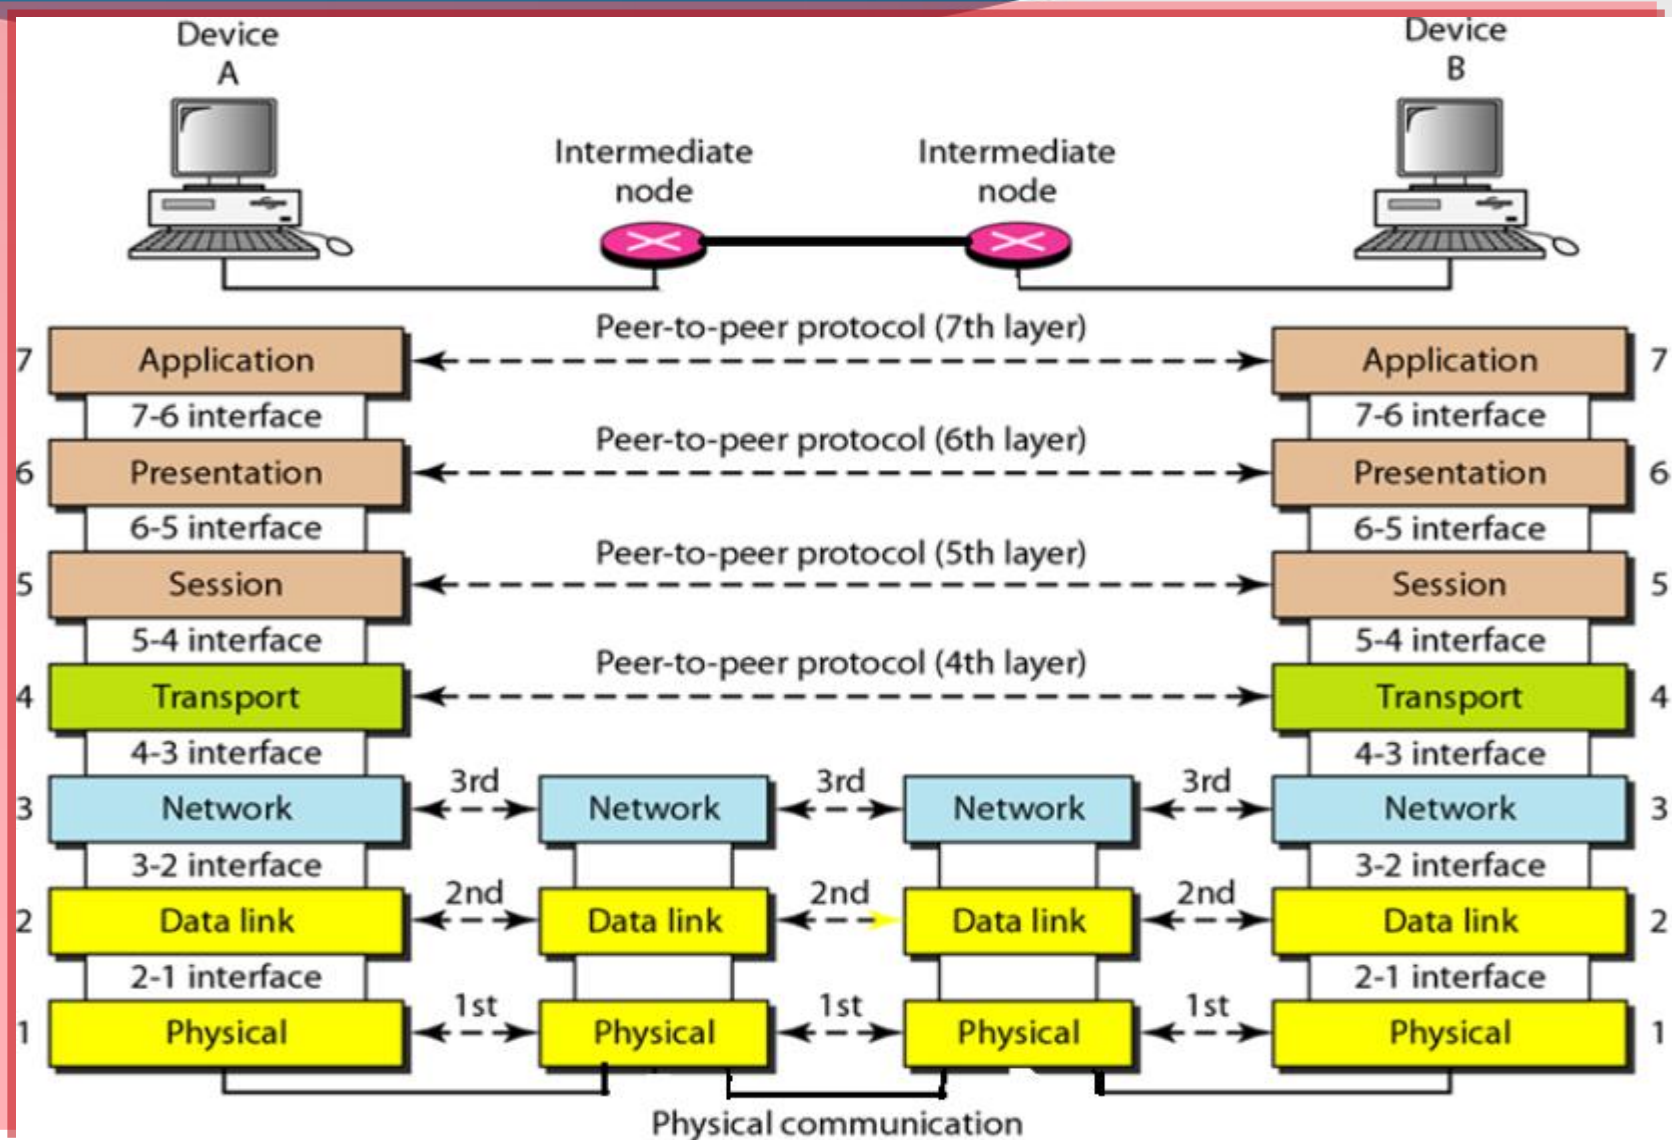 Device
A
Device
B
Intermediate
node
Intermediate
node
Peer-to-peer protocol (7th layer)
7 Application Application 7
7-6 interface 7-6 interface
Peer-to-peer protocol (6th layer)
6 Presentation Presentation 6
6-5 interface 6-5 interface
Peer-to-peer protocol (5th layer)
5 Session Session 5
5-4 interface 5-4 interface
Peer-to-peer protocol (4th layer)
4 Transport Transport 4
4-3 interface 4-3 interface
3rd 3rd 3rd
3 Network Network Network Network 3
3-2 interface 3-2 interface
2nd 2nd 2nd
2 Data link Data link Data link Data link 2
2-1 interface 2-1 interface
1st 1st 1st
1 Physical Physical Physical Physical 1
Physical communication